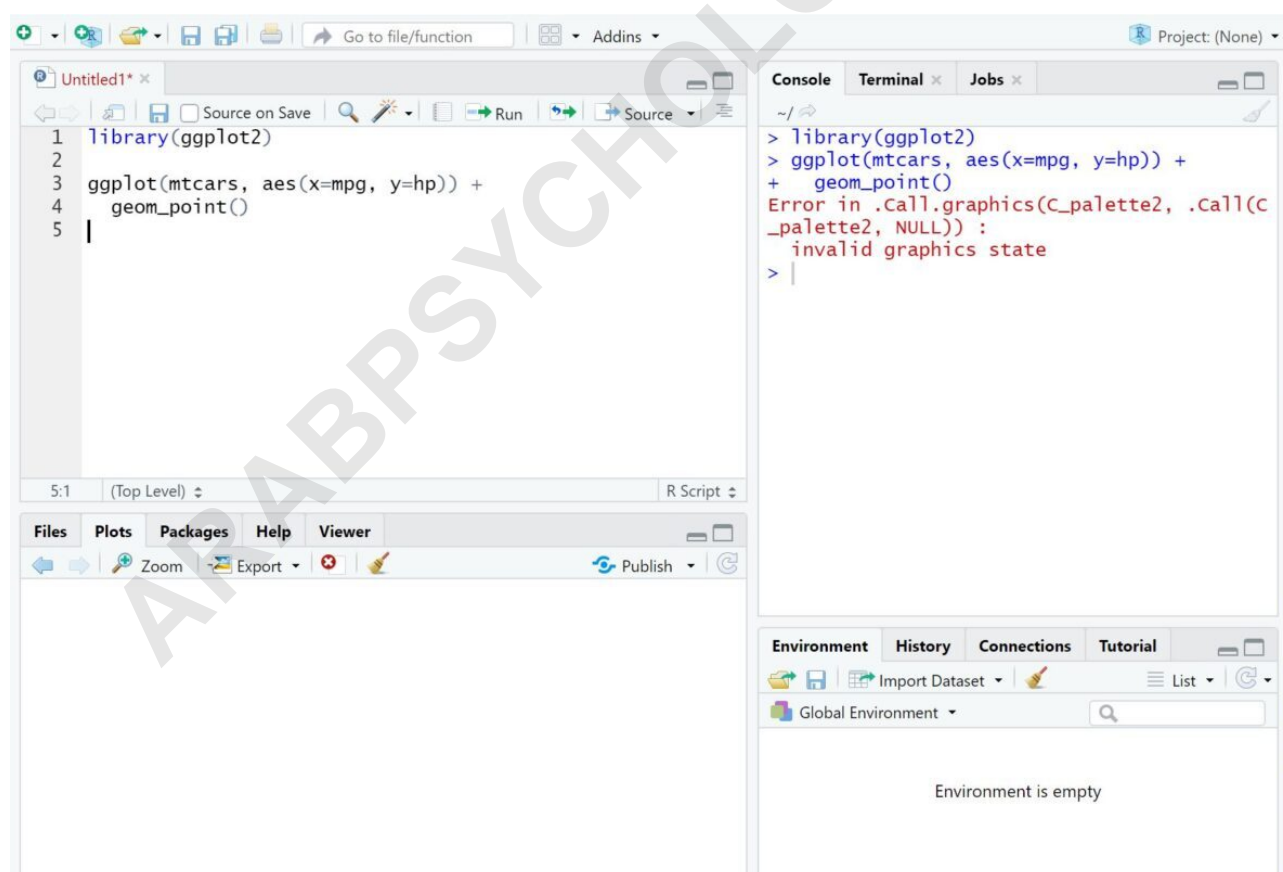 Go to file/function
Addins
Project: (None)
Untitled1*
Source on Save
Run
Source
1 library(ggplot2)
2
3 ggplot(mtcars, aes(x=mpg, y=hp)) +
4 geom_point()
5
5:1 (Top Level) R Script
Files Plots Packages Help Viewer
Zoom Export Publish
Console Terminal Jobs
~/
> library(ggplot2)
> ggplot(mtcars, aes(x=mpg, y=hp)) +
+ geom_point()
Error in .Call.graphics(C_palette2, .Call(C
_palette2, NULL)) :
invalid graphics state
>
Environment History Connections Tutorial
Import Dataset List
Global Environment
Environment is empty
ARABPSYCHOLO